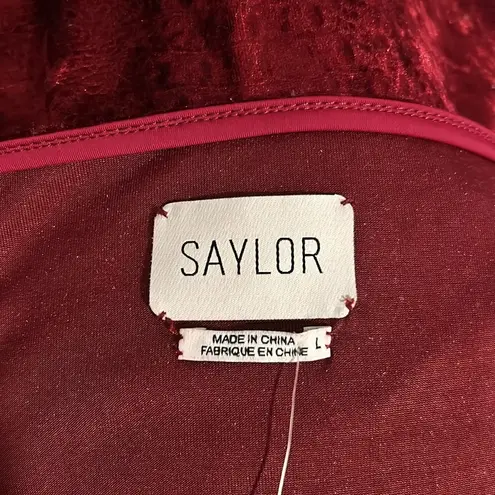 SAYLOR
MADE IN CHINA
FABRIQUE EN CHINE
L